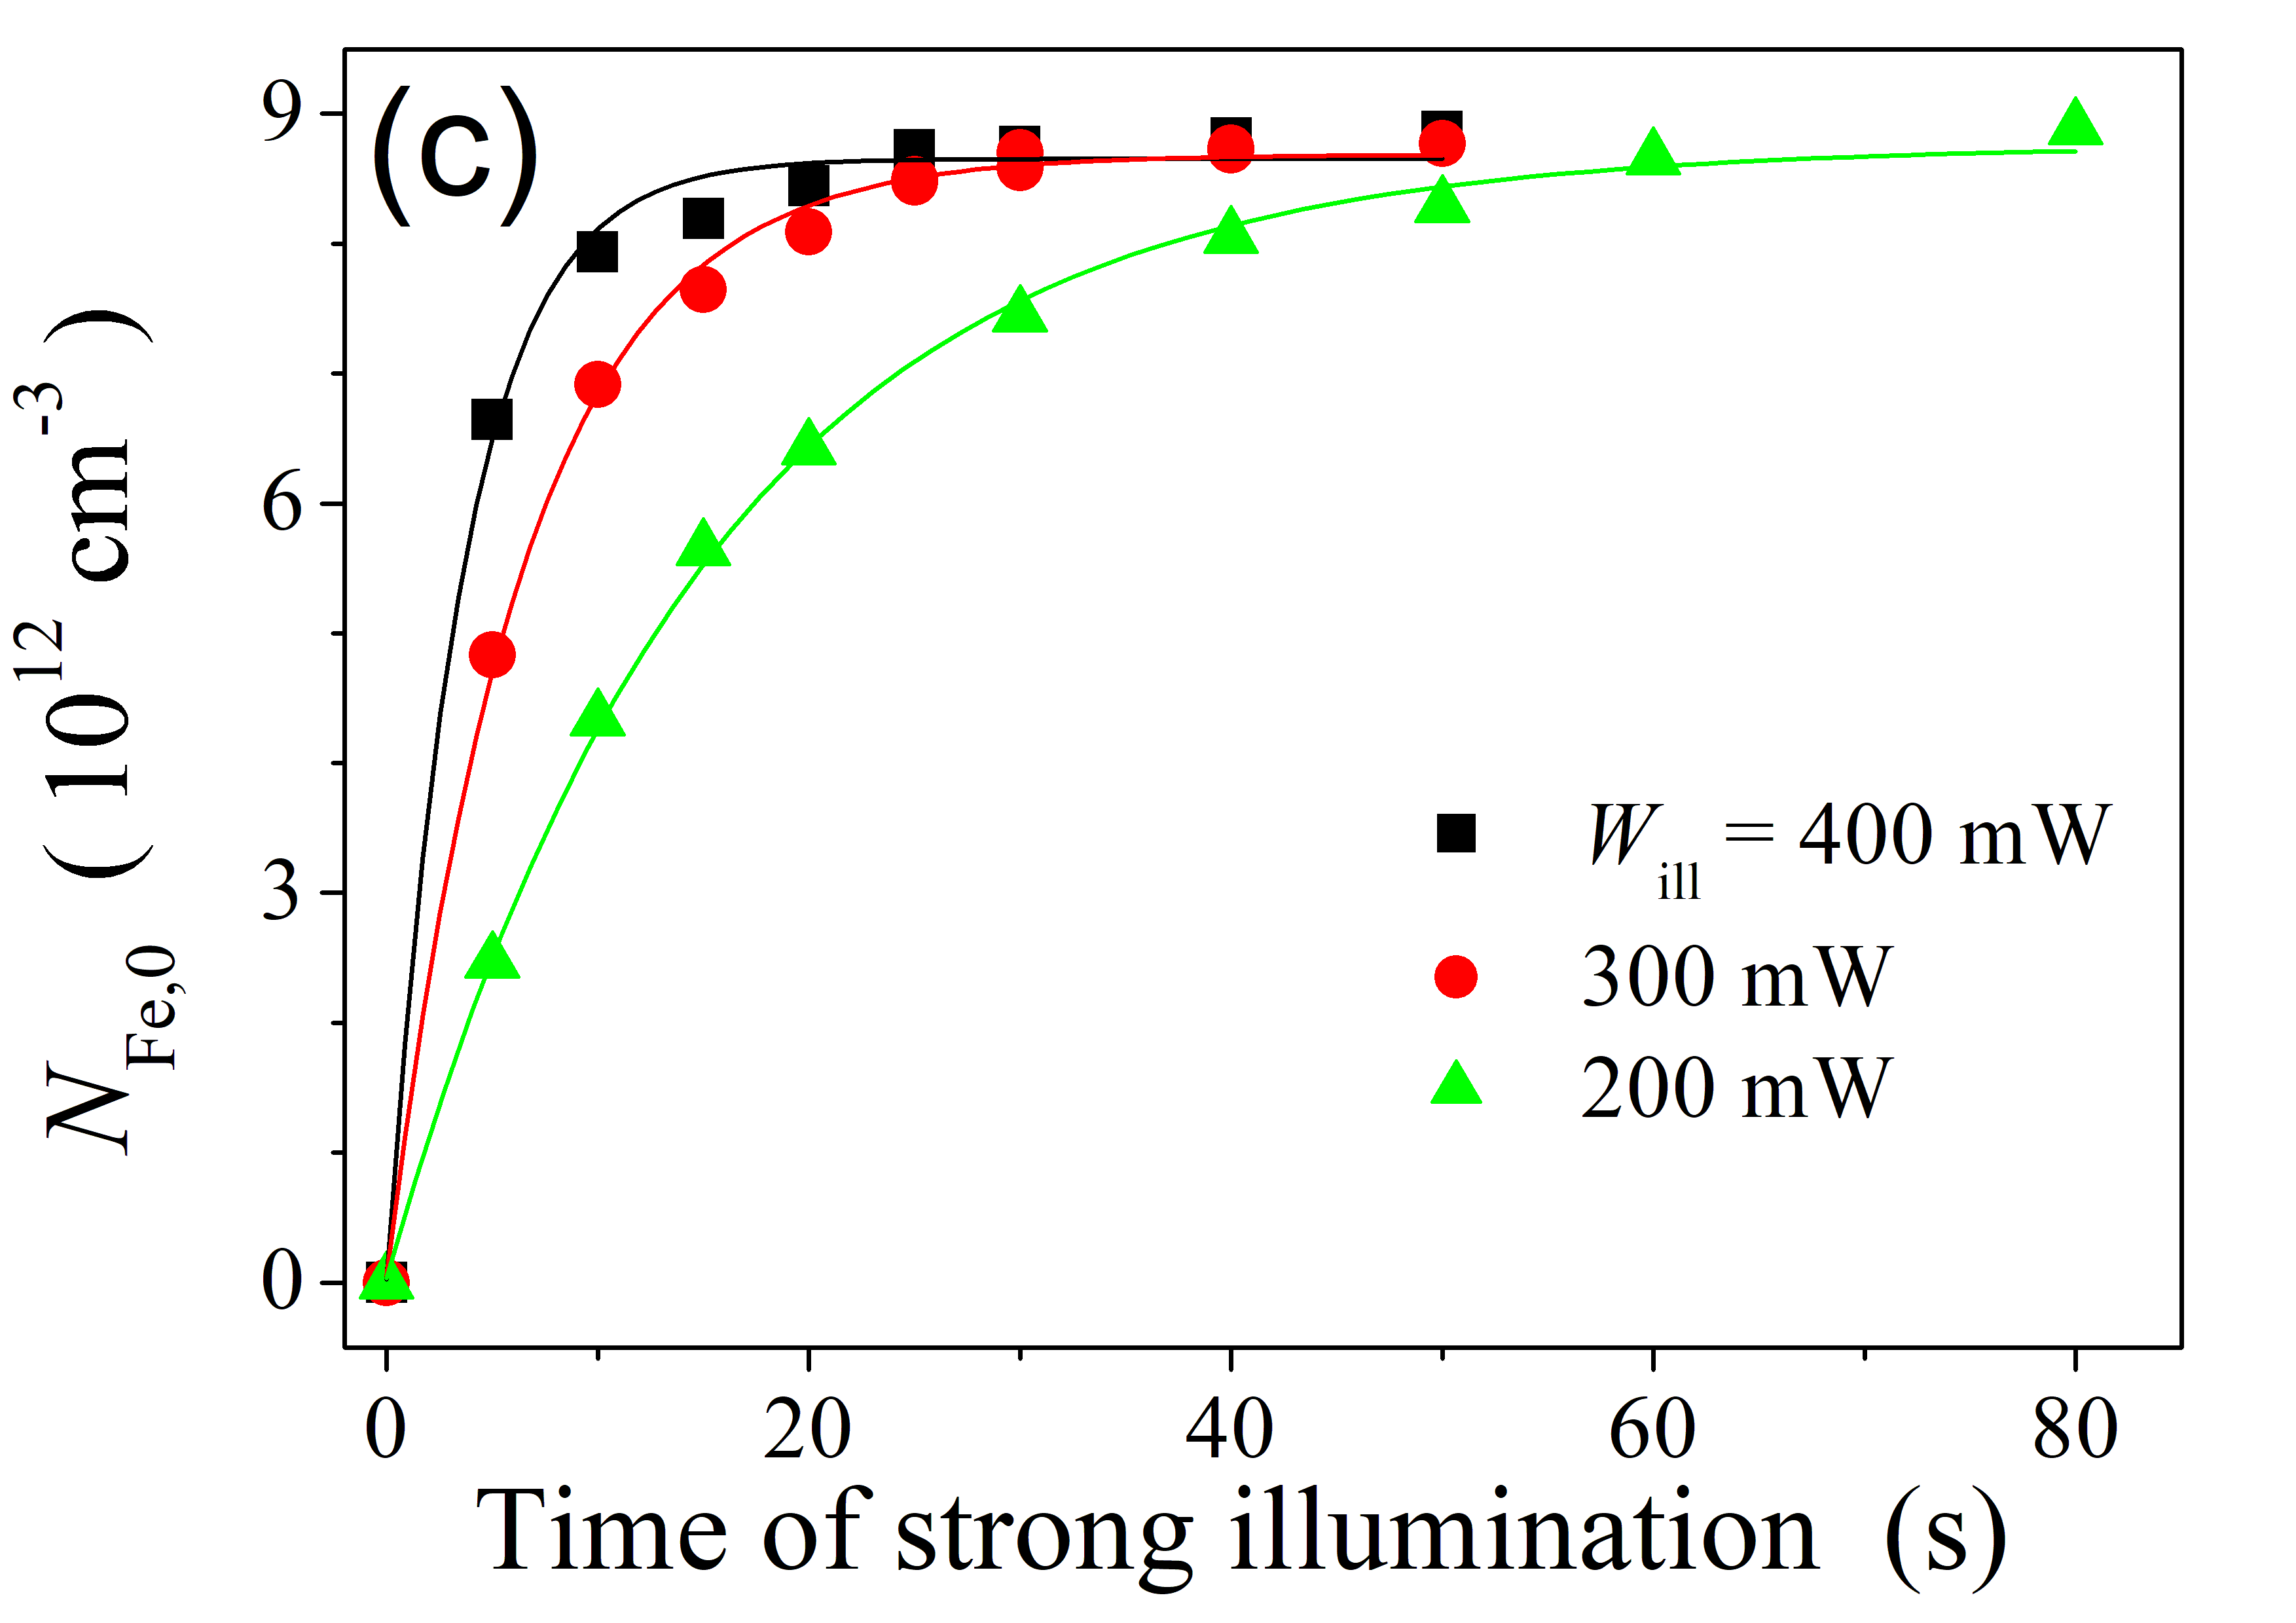 (c)
9
6
3
0
N_Fe,0 ( 10^12 cm^-3 )
W_ill = 400 mW
300 mW
200 mW
0 20 40 60 80
Time of strong illumination (s)